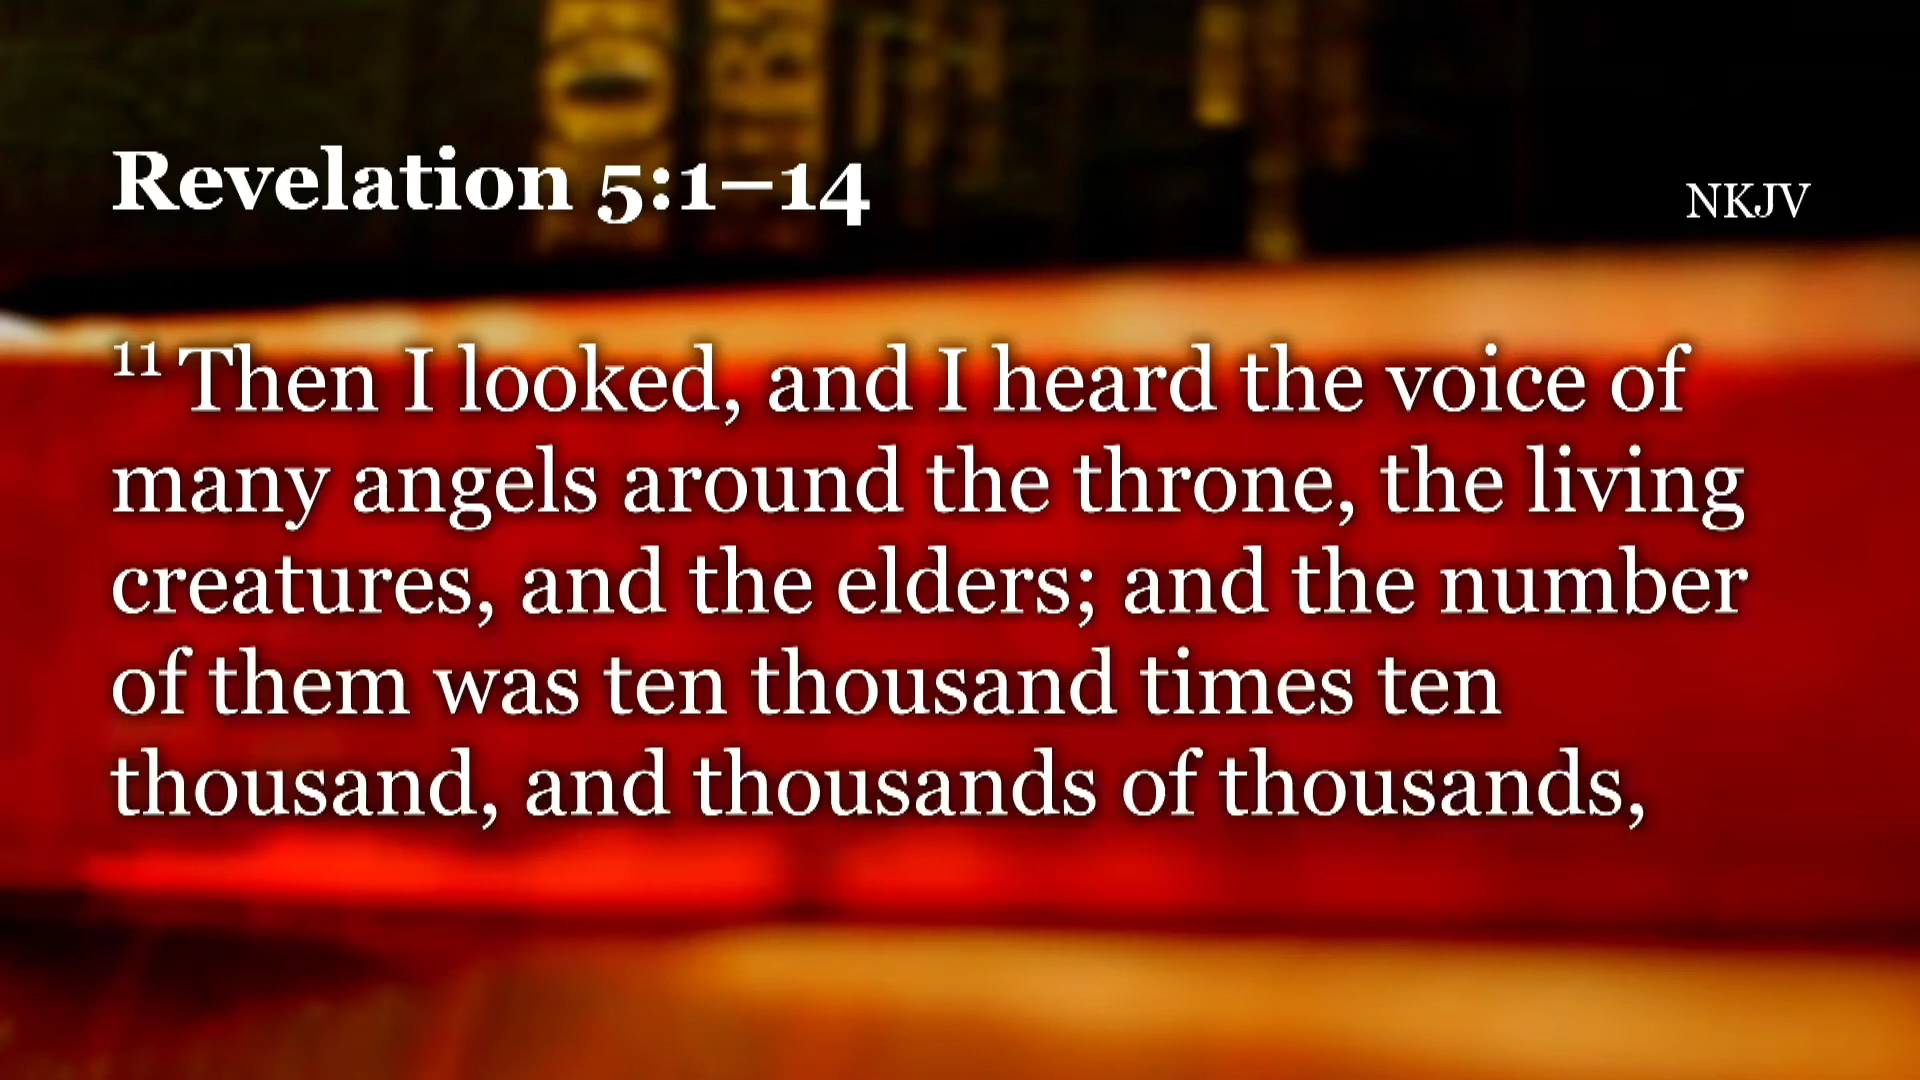 Revelation 5:1–14
NKJV
11 Then I looked, and I heard the voice of
many angels around the throne, the living
creatures, and the elders; and the number
of them was ten thousand times ten
thousand, and thousands of thousands,